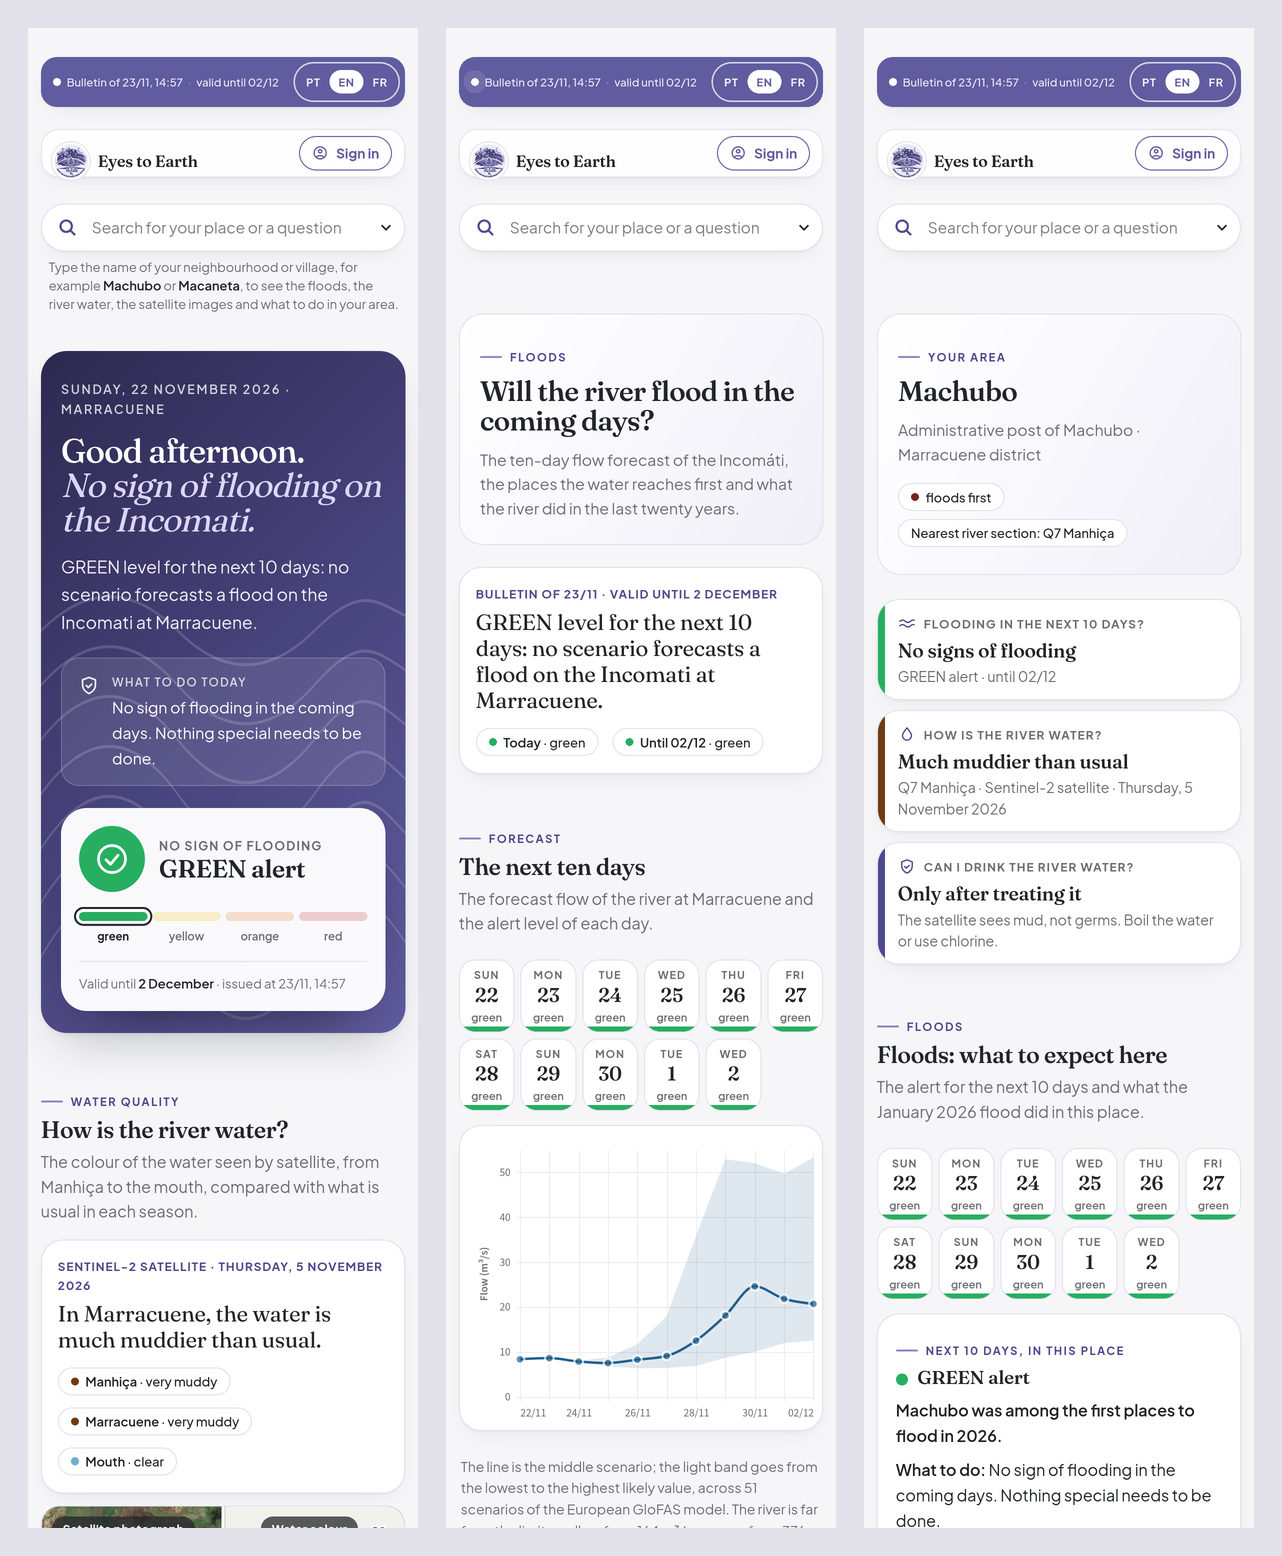 Bulletin of 23/11, 14:57 · valid until 02/12
PT EN FR
Eyes to Earth
Sign in
Search for your place or a question
Type the name of your neighbourhood or village, for
example Machubo or Macaneta, to see the floods, the
river water, the satellite images and what to do in your area.
SUNDAY, 22 NOVEMBER 2026 ·
MARRACUENE
Good afternoon.
No sign of flooding on
the Incomati.
GREEN level for the next 10 days: no
scenario forecasts a flood on the
Incomati at Marracuene.
WHAT TO DO TODAY
No sign of flooding in the coming
days. Nothing special needs to be
done.
NO SIGN OF FLOODING
GREEN alert
green yellow orange red
Valid until 2 December · issued at 23/11, 14:57
WATER QUALITY
How is the river water?
The colour of the water seen by satellite, from
Manhiça to the mouth, compared with what is
usual in each season.
SENTINEL-2 SATELLITE · THURSDAY, 5 NOVEMBER
2026
In Marracuene, the water is
much muddier than usual.
Manhiça · very muddy
Marracuene · very muddy
Mouth · clear
Bulletin of 23/11, 14:57 · valid until 02/12
PT EN FR
Eyes to Earth
Sign in
Search for your place or a question
FLOODS
Will the river flood in the
coming days?
The ten-day flow forecast of the Incomáti,
the places the water reaches first and what
the river did in the last twenty years.
BULLETIN OF 23/11 · VALID UNTIL 2 DECEMBER
GREEN level for the next 10
days: no scenario forecasts a
flood on the Incomati at
Marracuene.
Today · green
Until 02/12 · green
FORECAST
The next ten days
The forecast flow of the river at Marracuene and
the alert level of each day.
SUN MON TUE WED THU FRI
22 23 24 25 26 27
green green green green green green
SAT SUN MON TUE WED
28 29 30 1 2
green green green green green
Flow (m³/s)
50
40
30
20
10
0
22/11 24/11 26/11 28/11 30/11 02/12
The line is the middle scenario; the light band goes from
the lowest to the highest likely value, across 51
scenarios of the European GloFAS model. The river is far
Bulletin of 23/11, 14:57 · valid until 02/12
PT EN FR
Eyes to Earth
Sign in
Search for your place or a question
YOUR AREA
Machubo
Administrative post of Machubo ·
Marracuene district
floods first
Nearest river section: Q7 Manhiça
FLOODING IN THE NEXT 10 DAYS?
No signs of flooding
GREEN alert · until 02/12
HOW IS THE RIVER WATER?
Much muddier than usual
Q7 Manhiça · Sentinel-2 satellite · Thursday, 5
November 2026
CAN I DRINK THE RIVER WATER?
Only after treating it
The satellite sees mud, not germs. Boil the water
or use chlorine.
FLOODS
Floods: what to expect here
The alert for the next 10 days and what the
January 2026 flood did in this place.
SUN MON TUE WED THU FRI
22 23 24 25 26 27
green green green green green green
SAT SUN MON TUE WED
28 29 30 1 2
green green green green green
NEXT 10 DAYS, IN THIS PLACE
GREEN alert
Machubo was among the first places to
flood in 2026.
What to do: No sign of flooding in the
coming days. Nothing special needs to be
done.